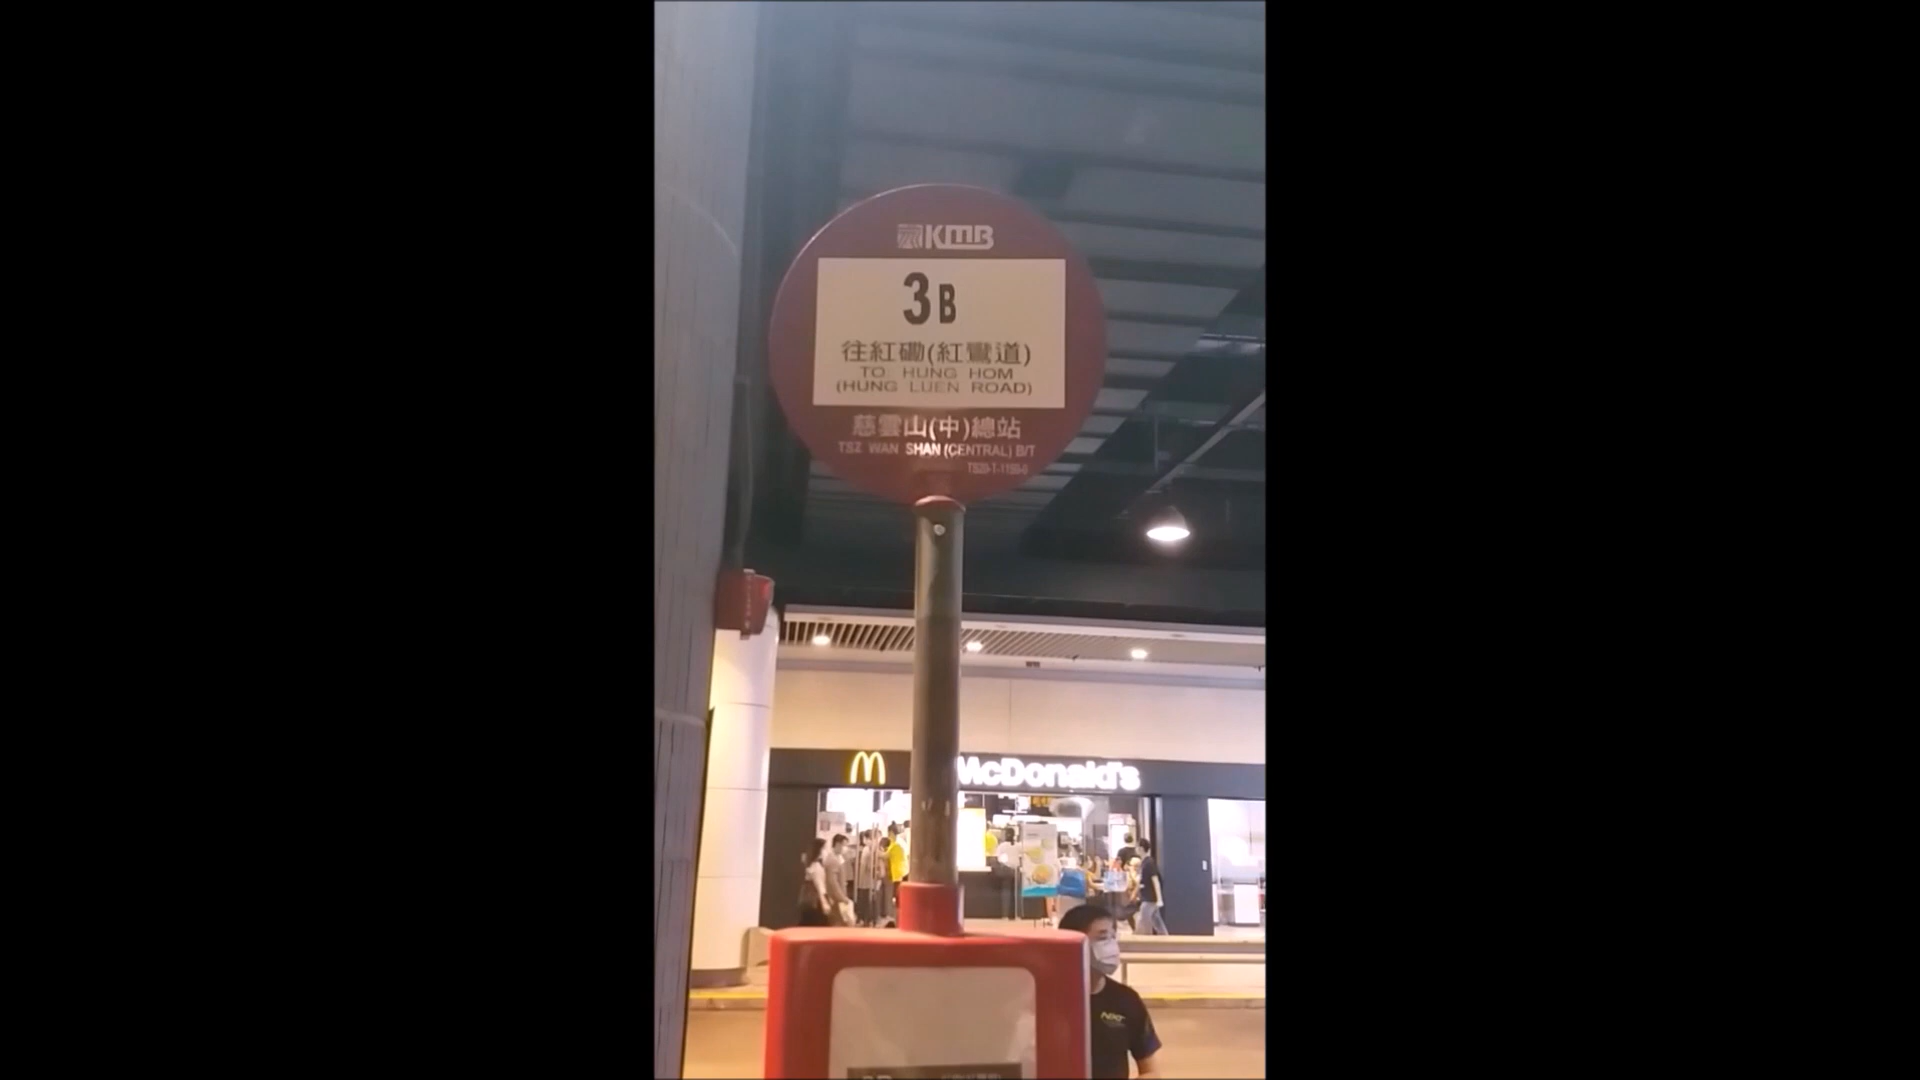 KMB
3B
往紅磡(紅鸞道)
TO: HUNG HOM
(HUNG LUEN ROAD)
慈雲山(中)總站
TSZ WAN SHAN (CENTRAL) B/T
McDonald's